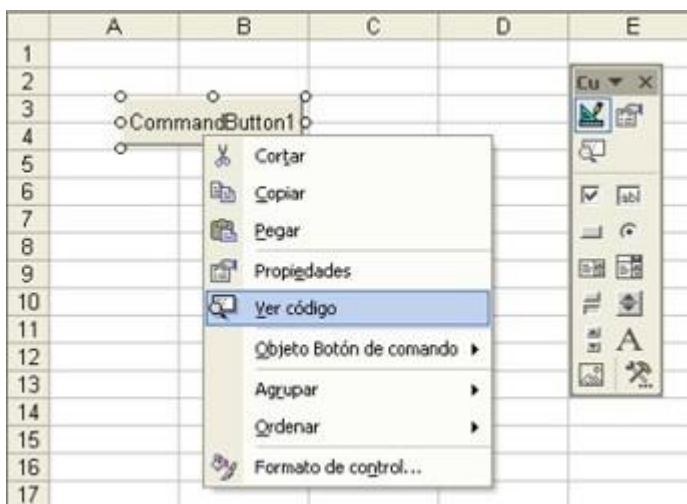 A B C D E
1
2
Cu
3
CommandButton1
4
5
Cortar
6
Copiar
7
Pegar
8
9
Propiedades
10
Ver código
11
Objeto Botón de comando
12
A
13
Agrupar
14
Ordenar
15
16
Formato de control...
17